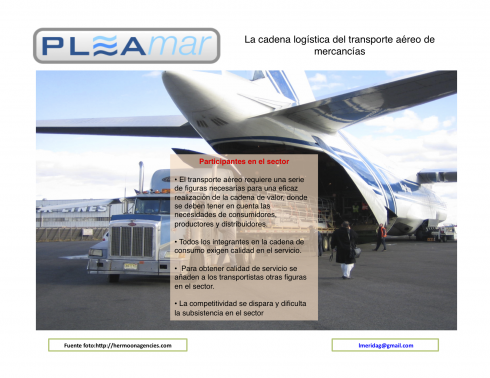 PLEAmar
La cadena logística del transporte aéreo de
mercancías
Participantes en el sector
• El transporte aéreo requiere una serie
de figuras necesarias para una eficaz
realización de la cadena de valor, donde
se deben tener en cuenta las
necesidades de consumidores,
productores y distribuidores
• Todos los integrantes en la cadena de
consumo exigen calidad en el servicio.
• Para obtener calidad de servicio se
añaden a los transportistas otras figuras
en el sector.
• La competitividad se dispara y dificulta
la subsistencia en el sector
Fuente foto:http://hermoonagencies.com
lmeridag@gmail.com